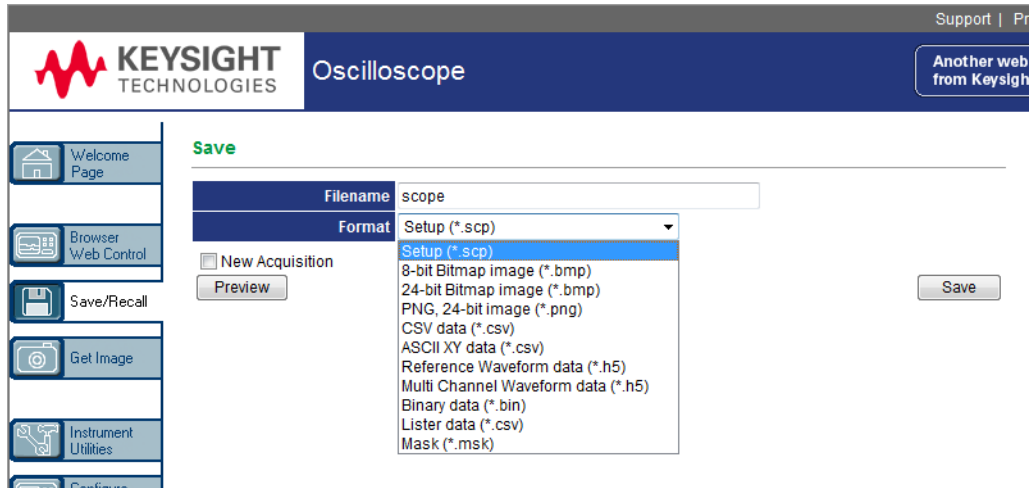 Support | Pr
KEYSIGHT
TECHNOLOGIES
Oscilloscope
Another web
from Keysigh
Welcome
Page
Browser
Web Control
Save/Recall
Get Image
Instrument
Utilities
Configure
Save
Filename scope
Format Setup (*.scp)
Setup (*.scp)
8-bit Bitmap image (*.bmp)
24-bit Bitmap image (*.bmp)
PNG, 24-bit image (*.png)
CSV data (*.csv)
ASCII XY data (*.csv)
Reference Waveform data (*.h5)
Multi Channel Waveform data (*.h5)
Binary data (*.bin)
Lister data (*.csv)
Mask (*.msk)
New Acquisition
Preview
Save